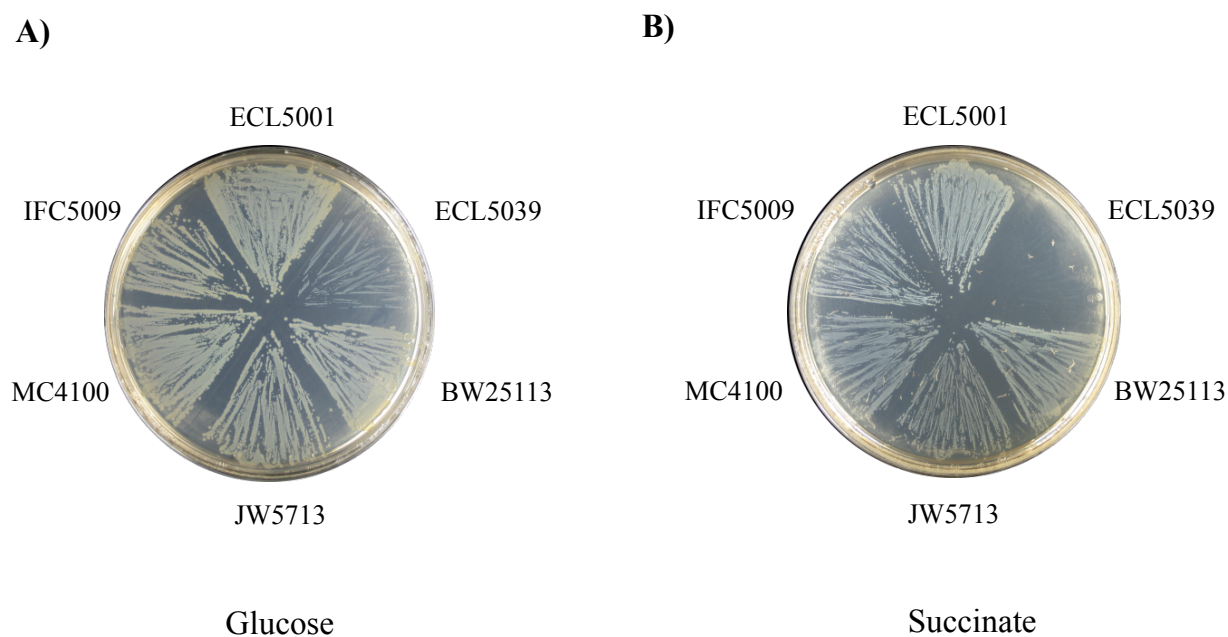 A)
B)
ECL5001
ECL5001
IFC5009
ECL5039
IFC5009
ECL5039
MC4100
BW25113
MC4100
BW25113
JW5713
JW5713
Glucose
Succinate